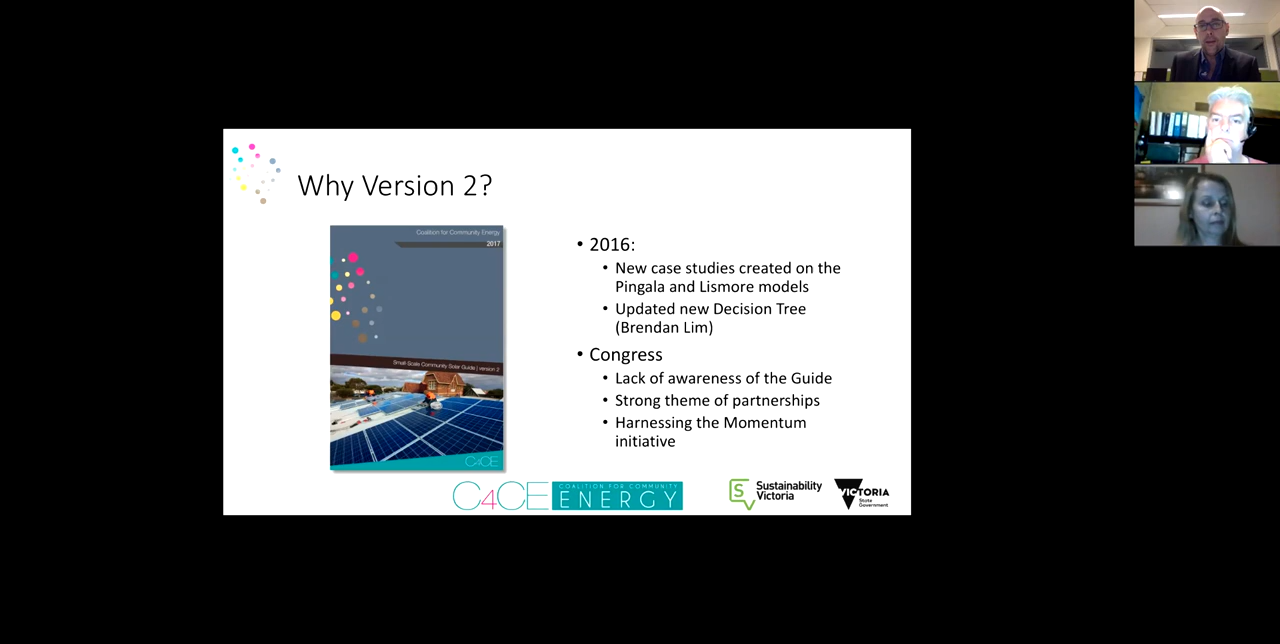 Why Version 2?
Coalition for Community Energy
2017
Small-Scale Community Solar Guide | version 2
C4CE
• 2016:
• New case studies created on the
Pingala and Lismore models
• Updated new Decision Tree
(Brendan Lim)
• Congress
• Lack of awareness of the Guide
• Strong theme of partnerships
• Harnessing the Momentum
initiative
C4CE COALITION FOR COMMUNITY
ENERGY
S Sustainability
Victoria
VICTORIA
State
Government